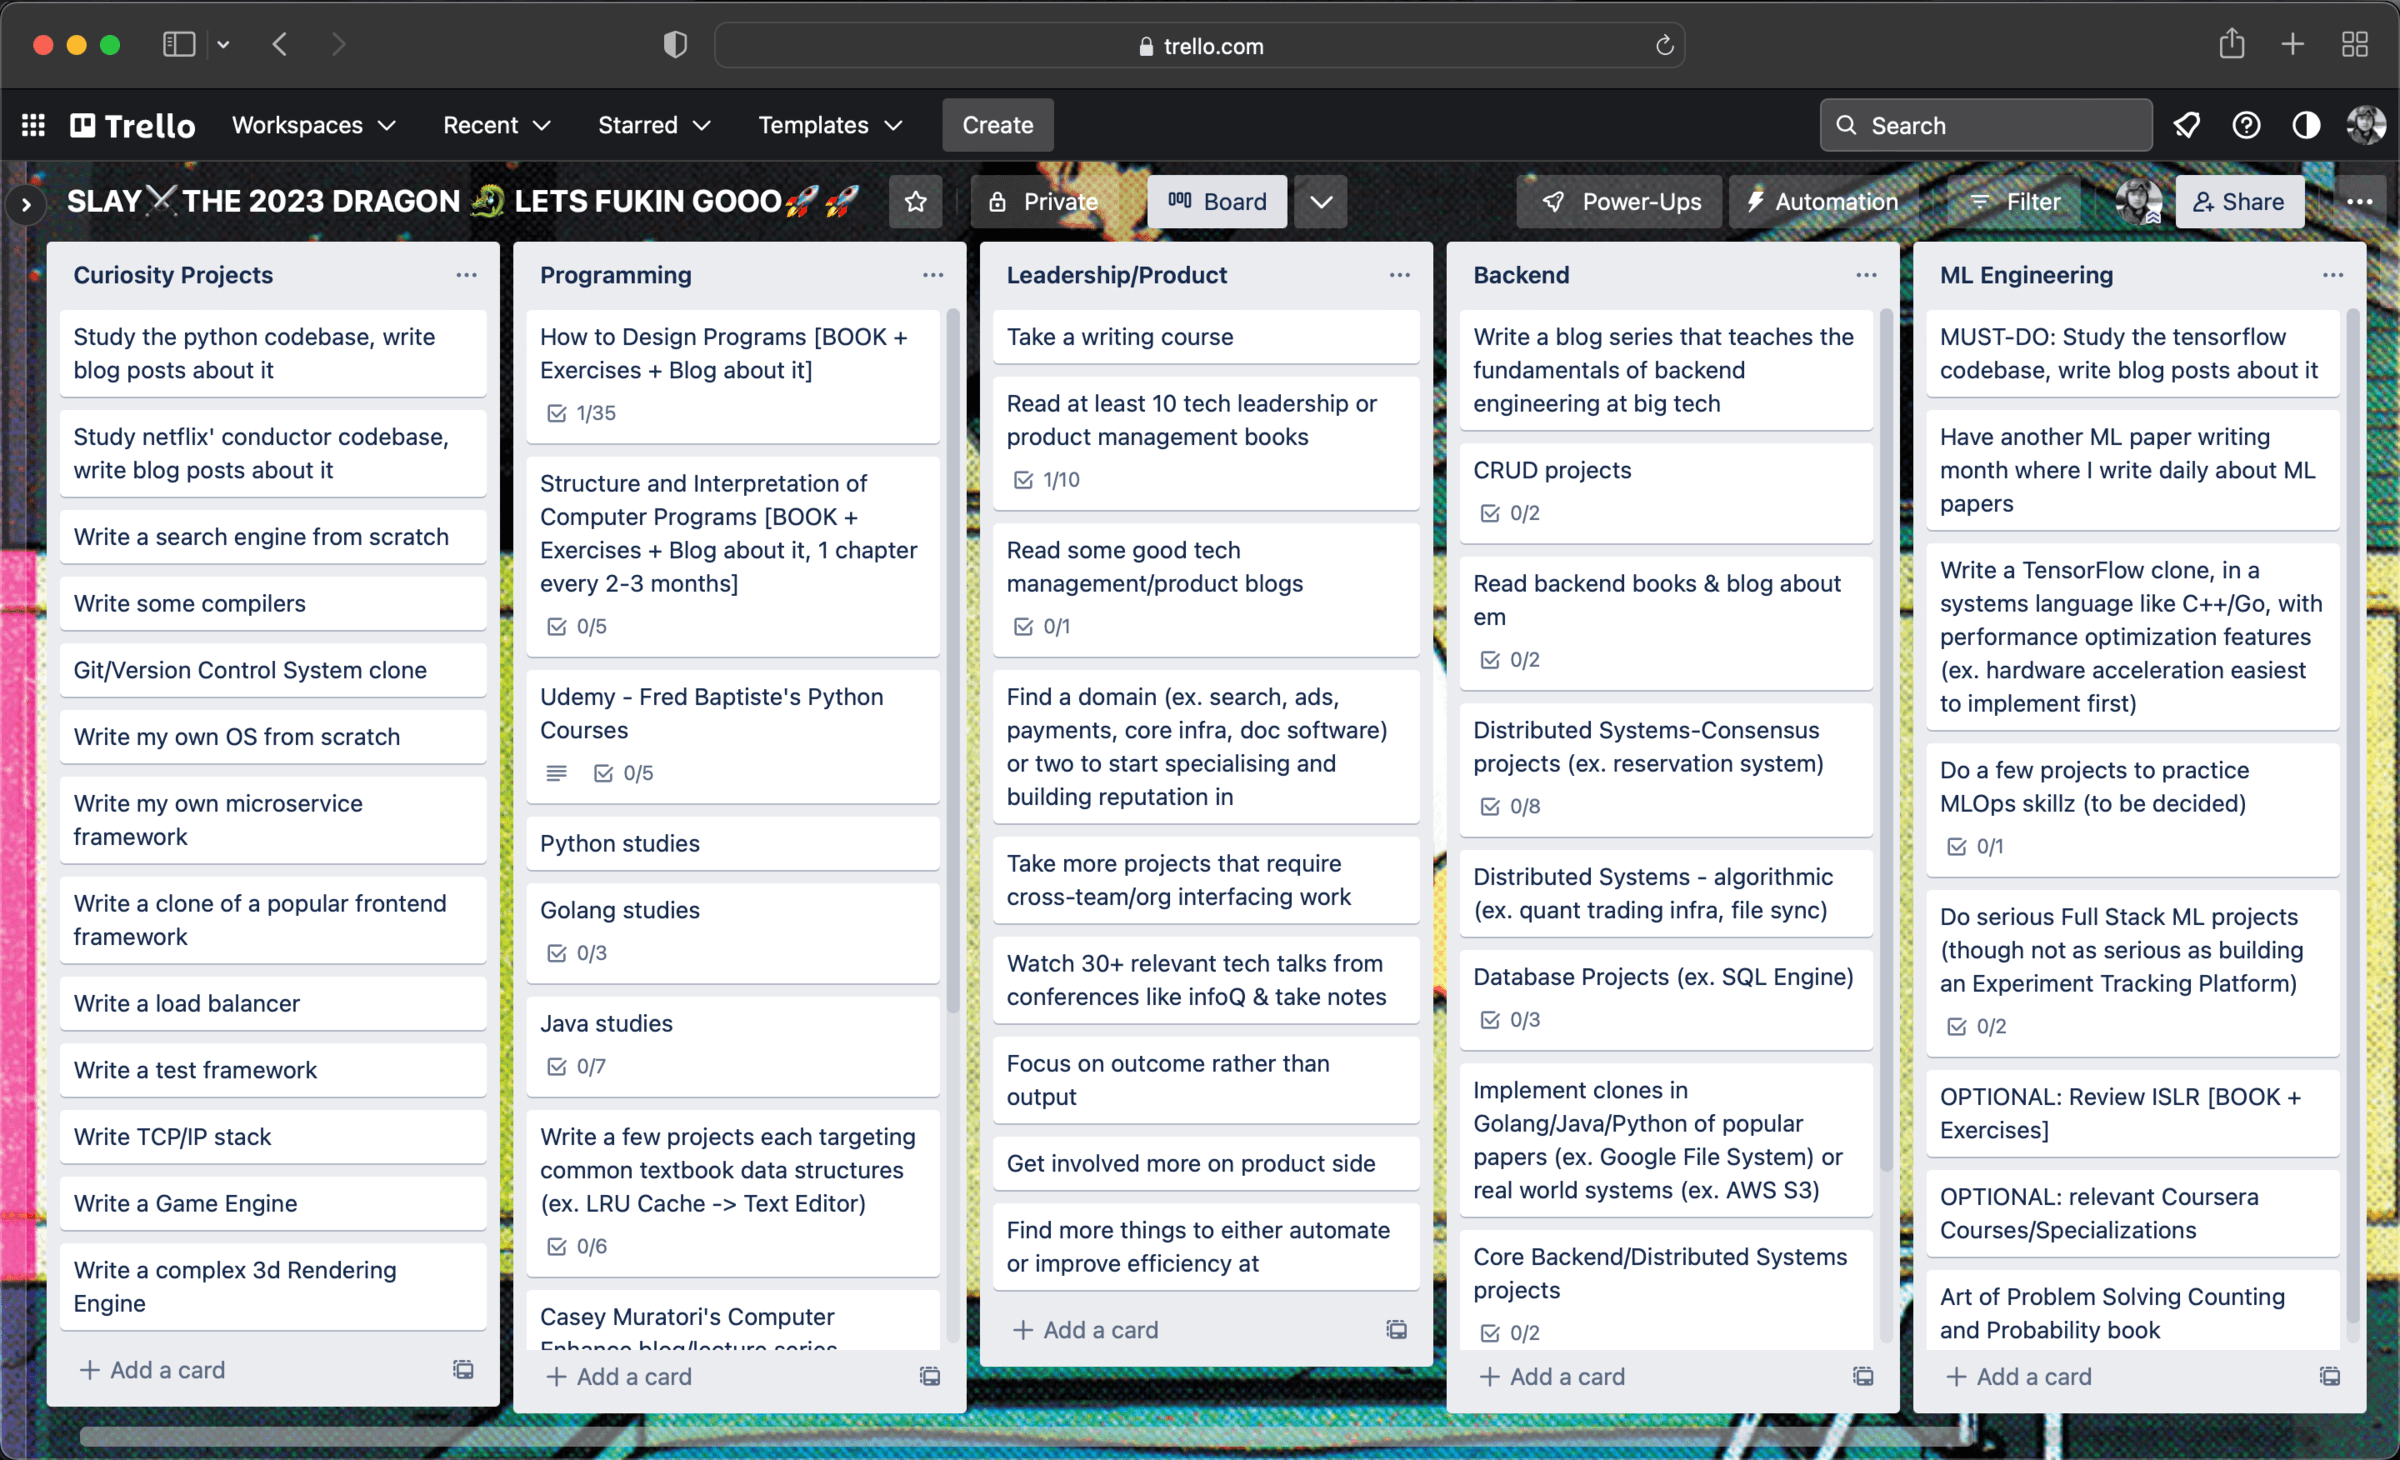 trello.com
Trello
Workspaces
Recent
Starred
Templates
Create
Search
SLAY⚔️THE 2023 DRAGON 🐉 LETS FUKIN GOOO🚀 🚀
Private
Board
Power-Ups
Automation
Filter
Share
Curiosity Projects
Study the python codebase, write
blog posts about it
Study netflix' conductor codebase,
write blog posts about it
Write a search engine from scratch
Write some compilers
Git/Version Control System clone
Write my own OS from scratch
Write my own microservice
framework
Write a clone of a popular frontend
framework
Write a load balancer
Write a test framework
Write TCP/IP stack
Write a Game Engine
Write a complex 3d Rendering
Engine
Add a card
Programming
How to Design Programs [BOOK +
Exercises + Blog about it]
1/35
Structure and Interpretation of
Computer Programs [BOOK +
Exercises + Blog about it, 1 chapter
every 2-3 months]
0/5
Udemy - Fred Baptiste's Python
Courses
0/5
Python studies
Golang studies
0/3
Java studies
0/7
Write a few projects each targeting
common textbook data structures
(ex. LRU Cache -> Text Editor)
0/6
Casey Muratori's Computer
Enhance blog/lecture series
Add a card
Leadership/Product
Take a writing course
Read at least 10 tech leadership or
product management books
1/10
Read some good tech
management/product blogs
0/1
Find a domain (ex. search, ads,
payments, core infra, doc software)
or two to start specialising and
building reputation in
Take more projects that require
cross-team/org interfacing work
Watch 30+ relevant tech talks from
conferences like infoQ & take notes
Focus on outcome rather than
output
Get involved more on product side
Find more things to either automate
or improve efficiency at
Add a card
Backend
Write a blog series that teaches the
fundamentals of backend
engineering at big tech
CRUD projects
0/2
Read backend books & blog about
em
0/2
Distributed Systems-Consensus
projects (ex. reservation system)
0/8
Distributed Systems - algorithmic
(ex. quant trading infra, file sync)
Database Projects (ex. SQL Engine)
0/3
Implement clones in
Golang/Java/Python of popular
papers (ex. Google File System) or
real world systems (ex. AWS S3)
Core Backend/Distributed Systems
projects
0/2
Add a card
ML Engineering
MUST-DO: Study the tensorflow
codebase, write blog posts about it
Have another ML paper writing
month where I write daily about ML
papers
Write a TensorFlow clone, in a
systems language like C++/Go, with
performance optimization features
(ex. hardware acceleration easiest
to implement first)
Do a few projects to practice
MLOps skillz (to be decided)
0/1
Do serious Full Stack ML projects
(though not as serious as building
an Experiment Tracking Platform)
0/2
OPTIONAL: Review ISLR [BOOK +
Exercises]
OPTIONAL: relevant Coursera
Courses/Specializations
Art of Problem Solving Counting
and Probability book
Add a card